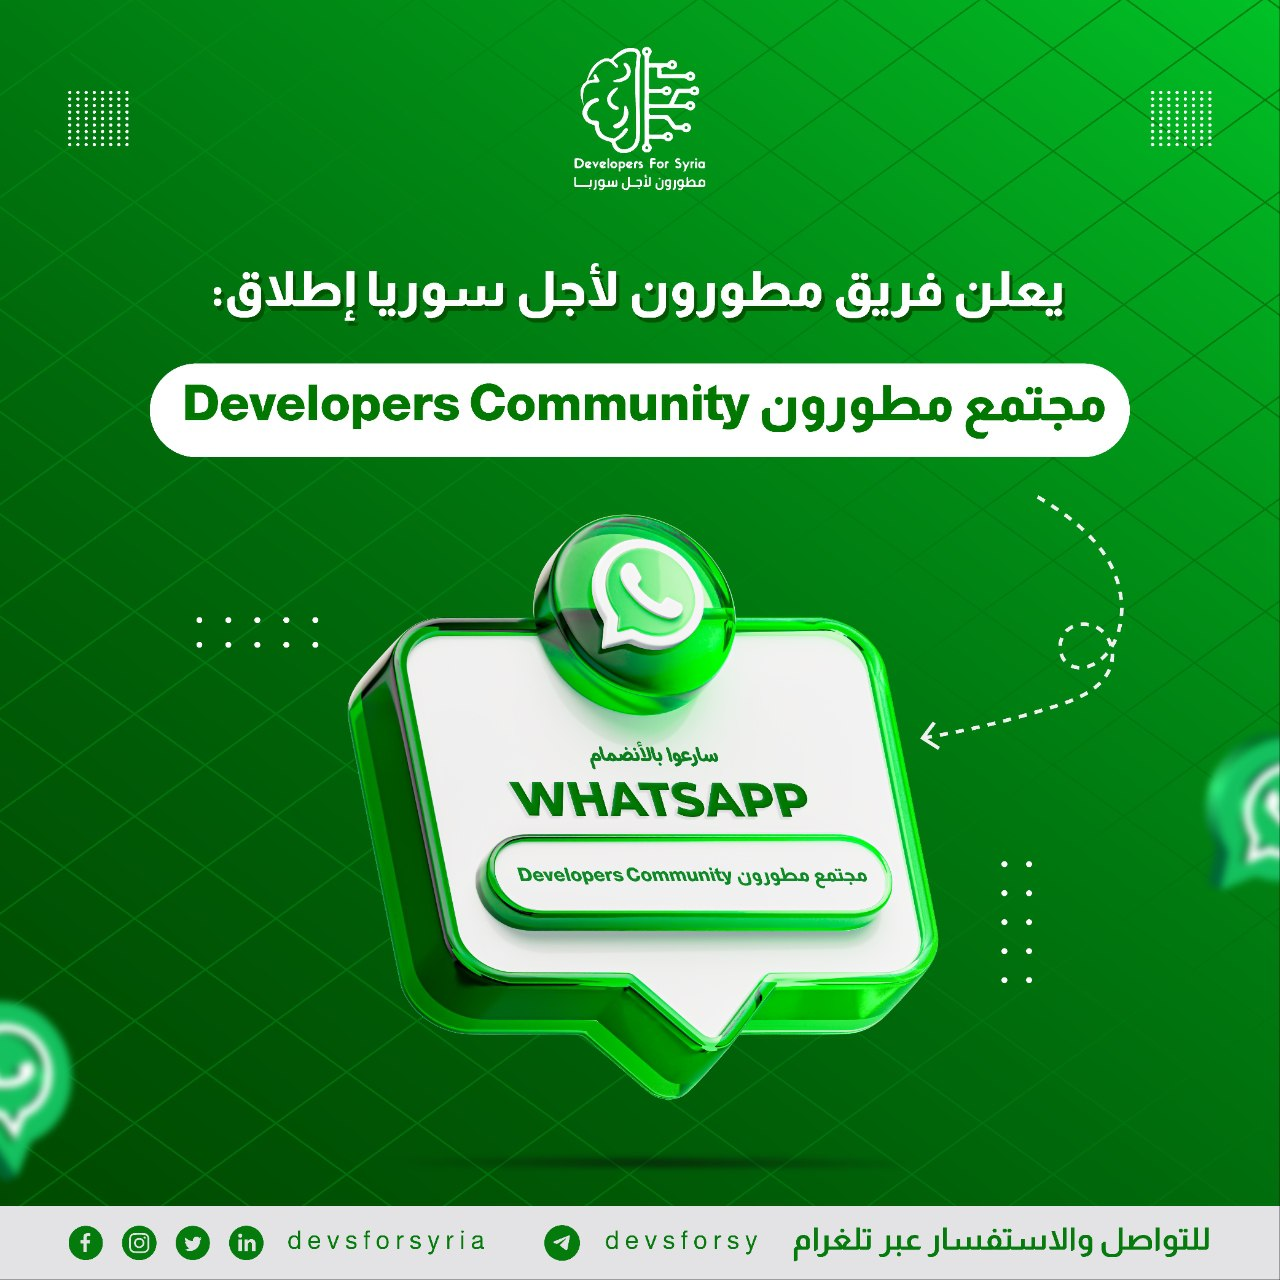 Developers For Syria
مطورون لأجل سوريا
يعلن فريق مطورون لأجل سوريا إطلاق:
مجتمع مطورون Developers Community
سارعوا بالأنضمام
WHATSAPP
مجتمع مطورون Developers Community
للتواصل والاستفسار عبر تلغرام devsforsy
devsforsyria